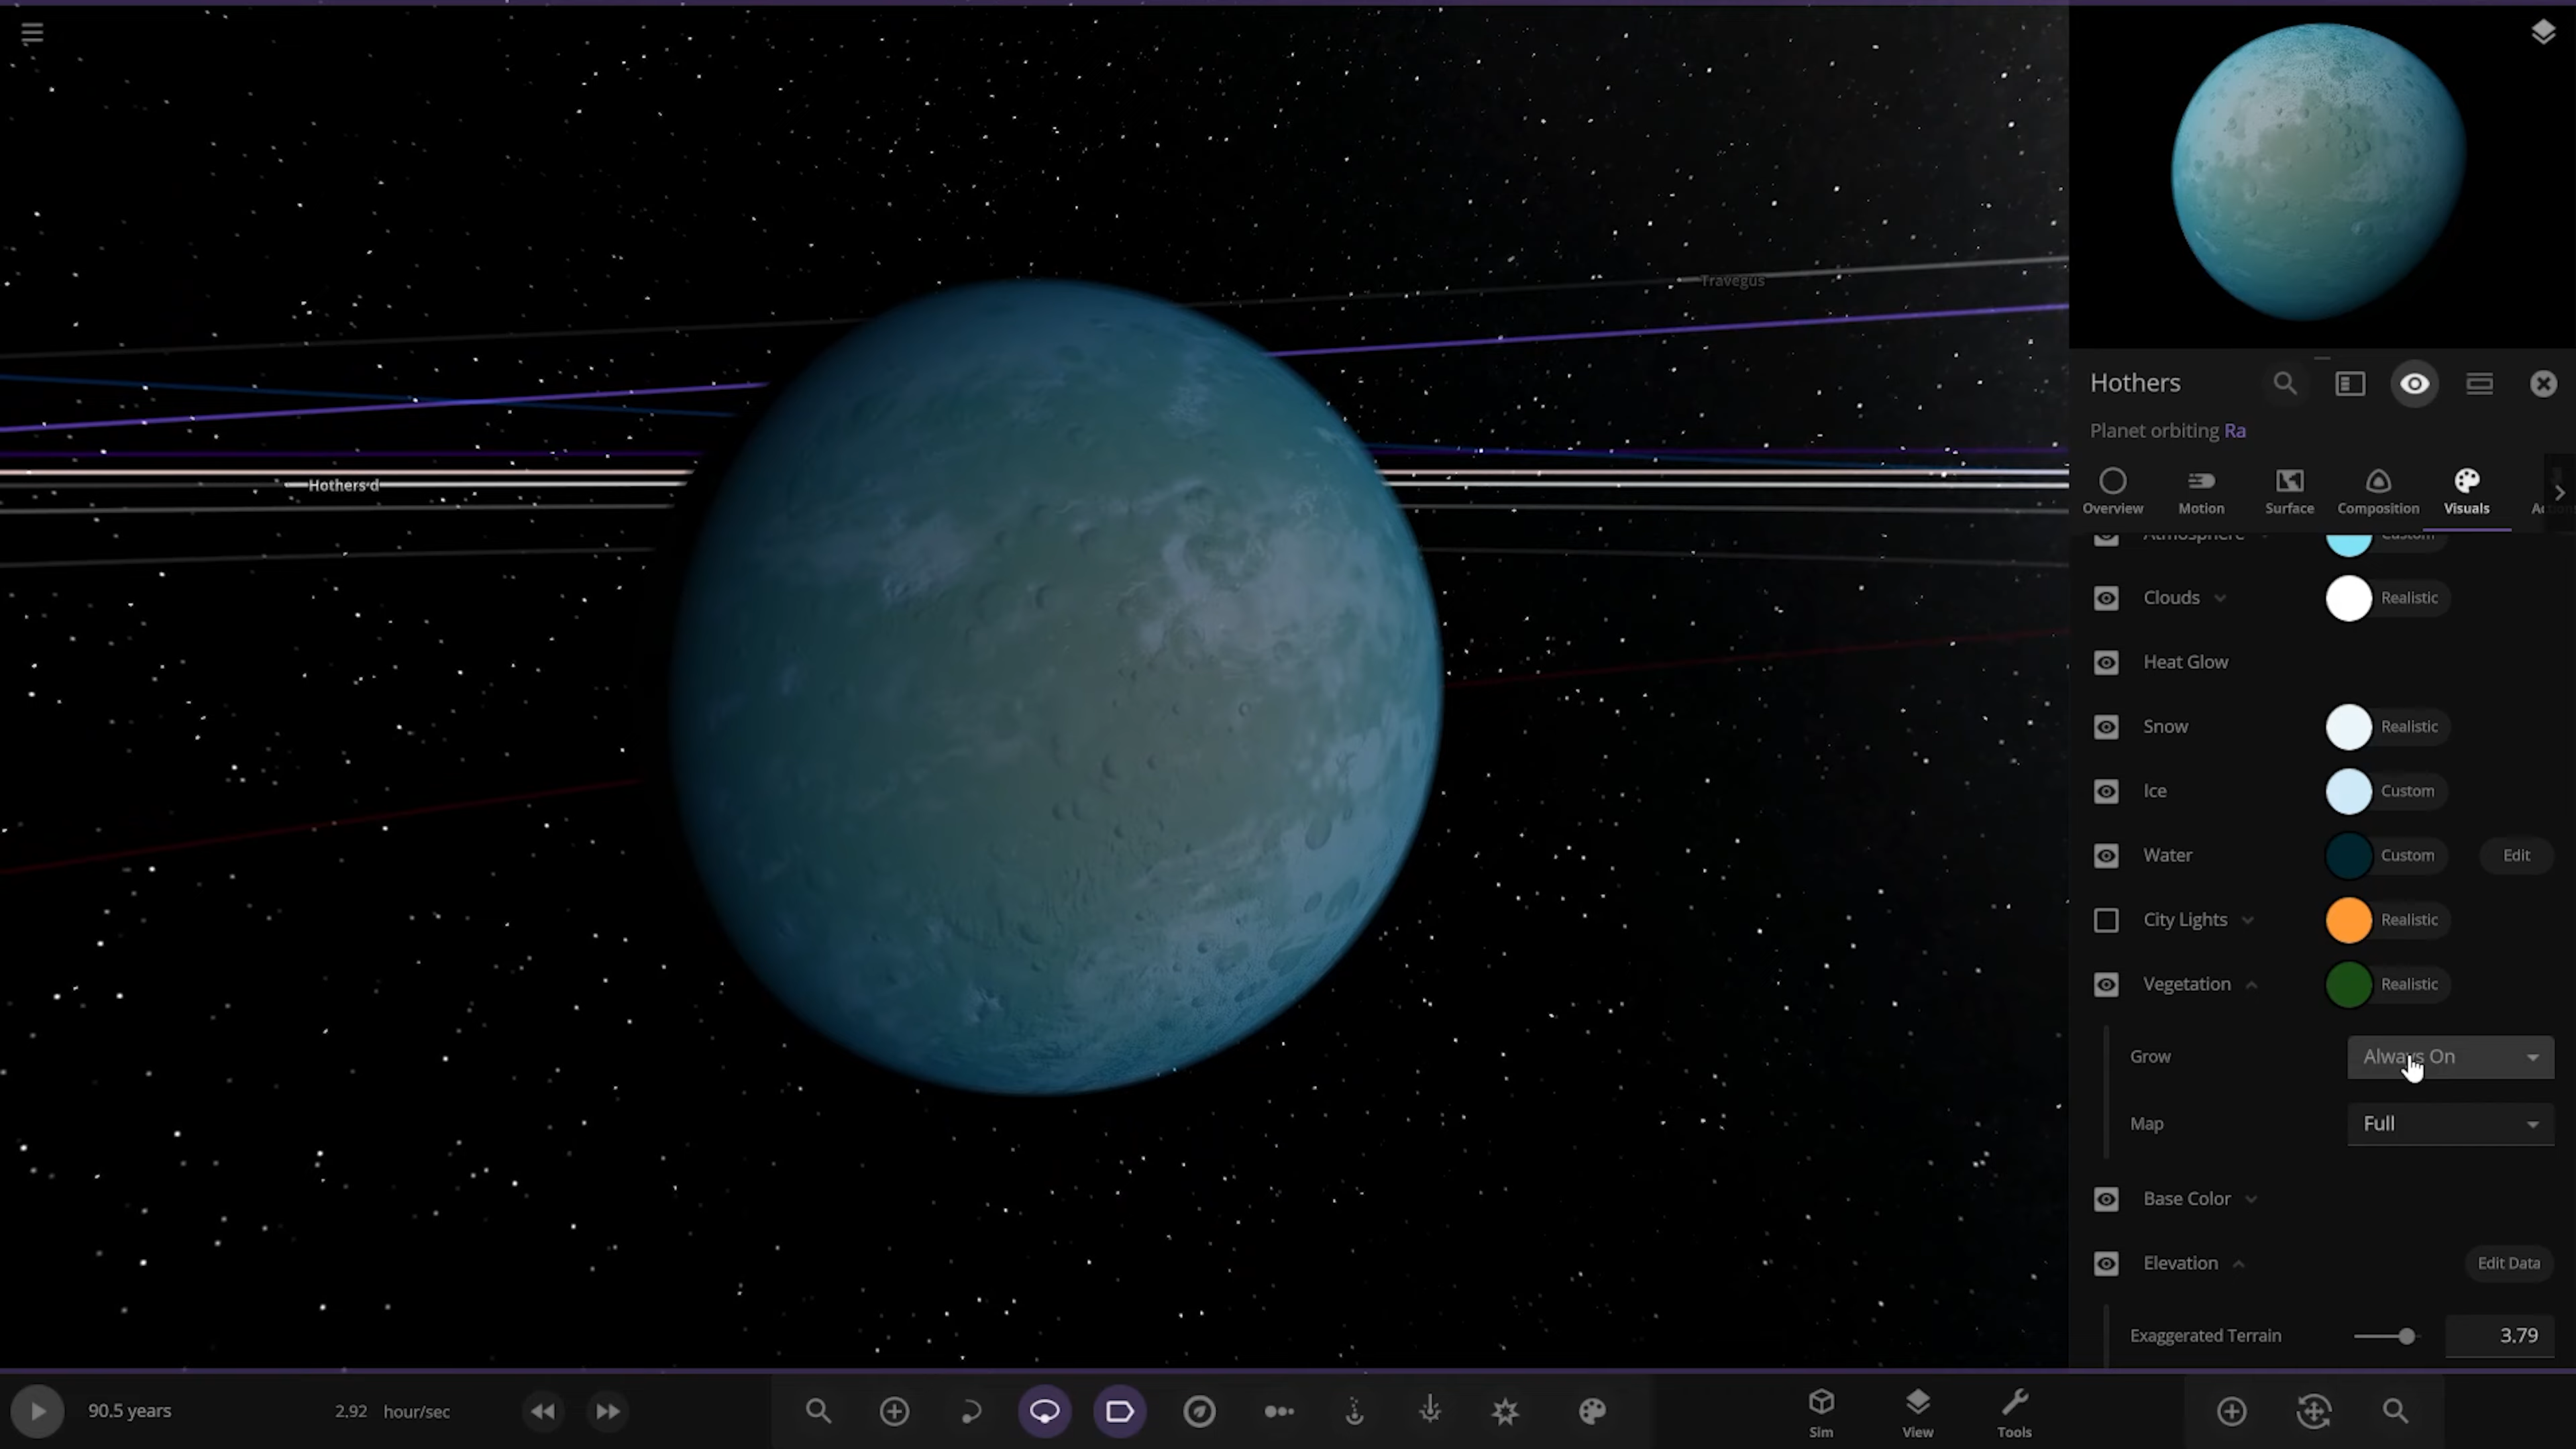 Travegus
Hothers d
Hothers
Planet orbiting Ra
Overview
Motion
Surface
Composition
Visuals
Atmosphere
Custom
Clouds
Realistic
Heat Glow
Snow
Realistic
Ice
Custom
Water
Custom
Edit
City Lights
Realistic
Vegetation
Realistic
Grow
Always On
Map
Full
Base Color
Elevation
Edit Data
Exaggerated Terrain
3.79
90.5 years
2.92 hour/sec
Sim
View
Tools